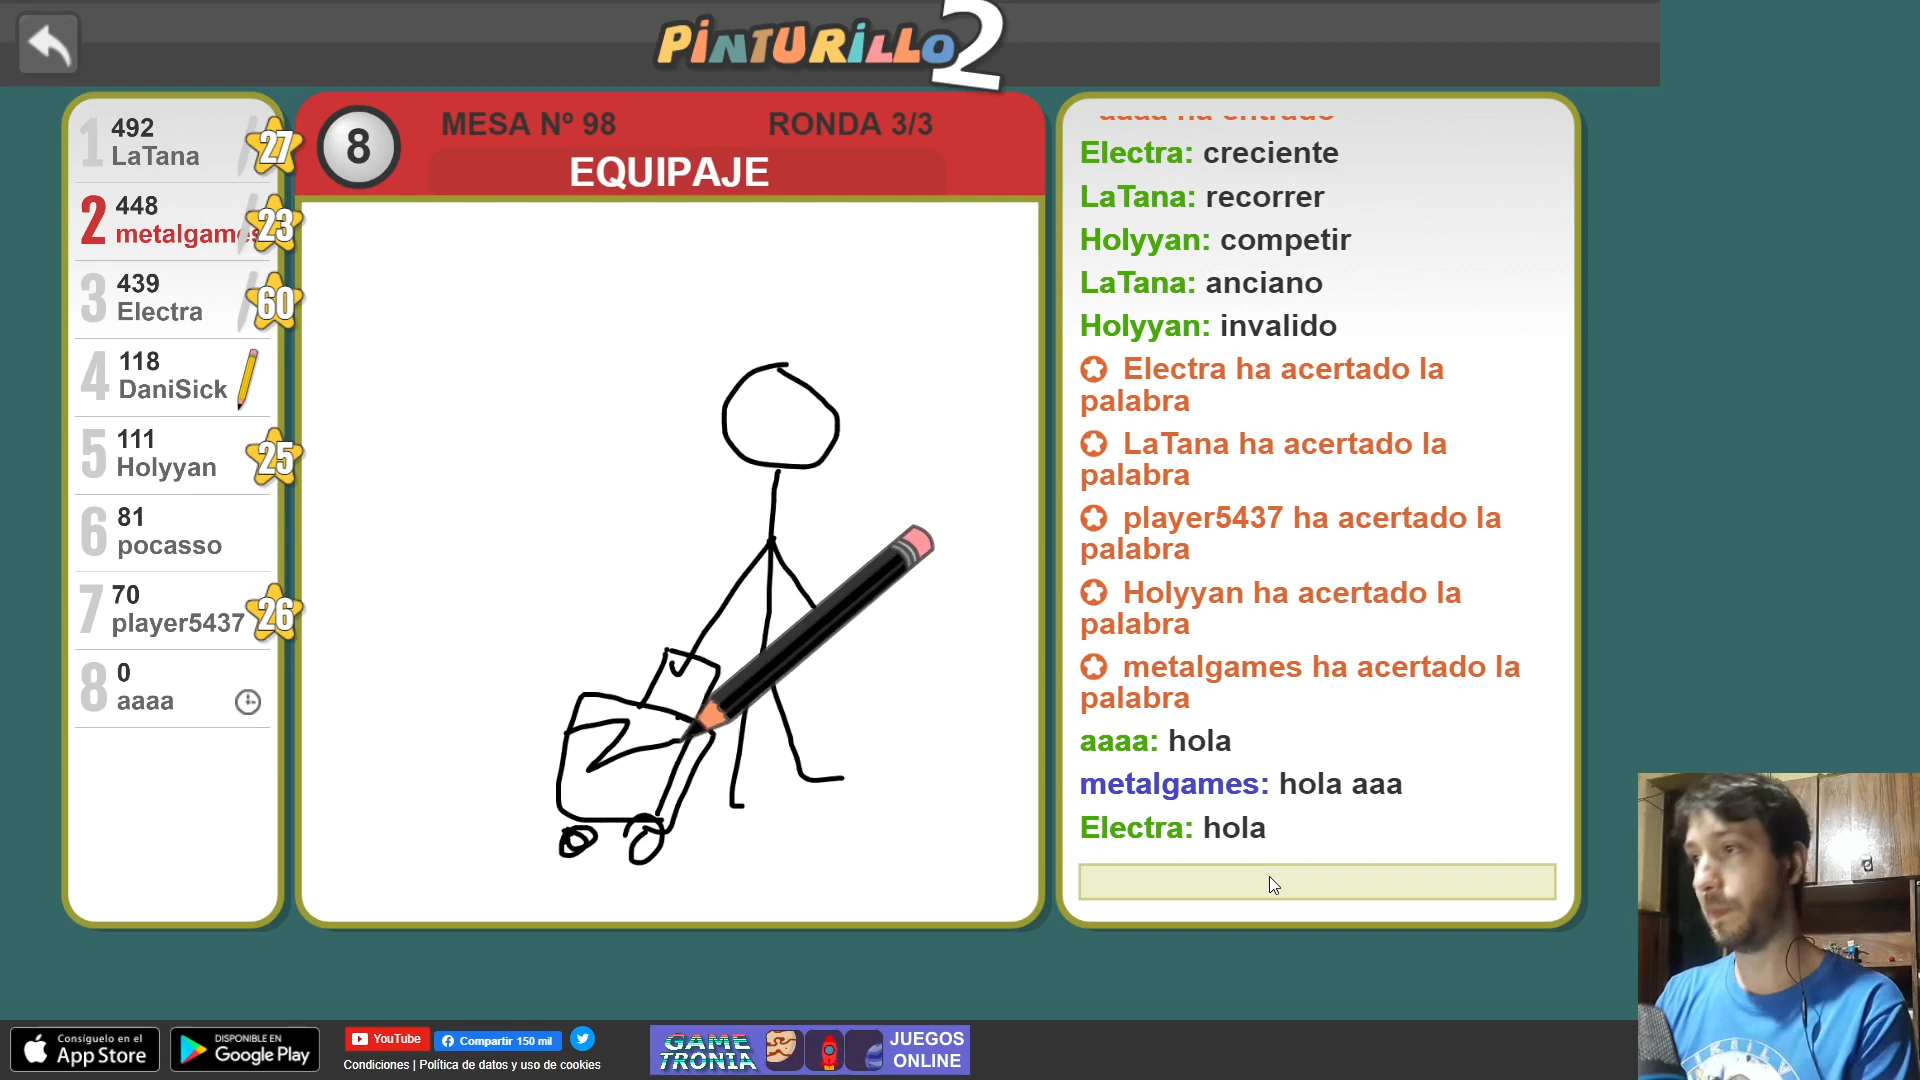 PINTURILLO 2
1 492 LaTana 27
2 448 metalgames 23
3 439 Electra 60
4 118 DaniSick
5 111 Holyyan 25
6 81 pocasso
7 70 player5437 26
8 0 aaaa
8
MESA Nº 98
RONDA 3/3
EQUIPAJE
aaaa ha entrado
Electra: creciente
LaTana: recorrer
Holyyan: competir
LaTana: anciano
Holyyan: invalido
Electra ha acertado la
palabra
LaTana ha acertado la
palabra
player5437 ha acertado la
palabra
Holyyan ha acertado la
palabra
metalgames ha acertado la
palabra
aaaa: hola
metalgames: hola aaa
Electra: hola
Consíguelo en el
App Store
DISPONIBLE EN
Google Play
YouTube
Compartir 150 mil
Condiciones | Política de datos y uso de cookies
GAME
TRONIA
JUEGOS
ONLINE